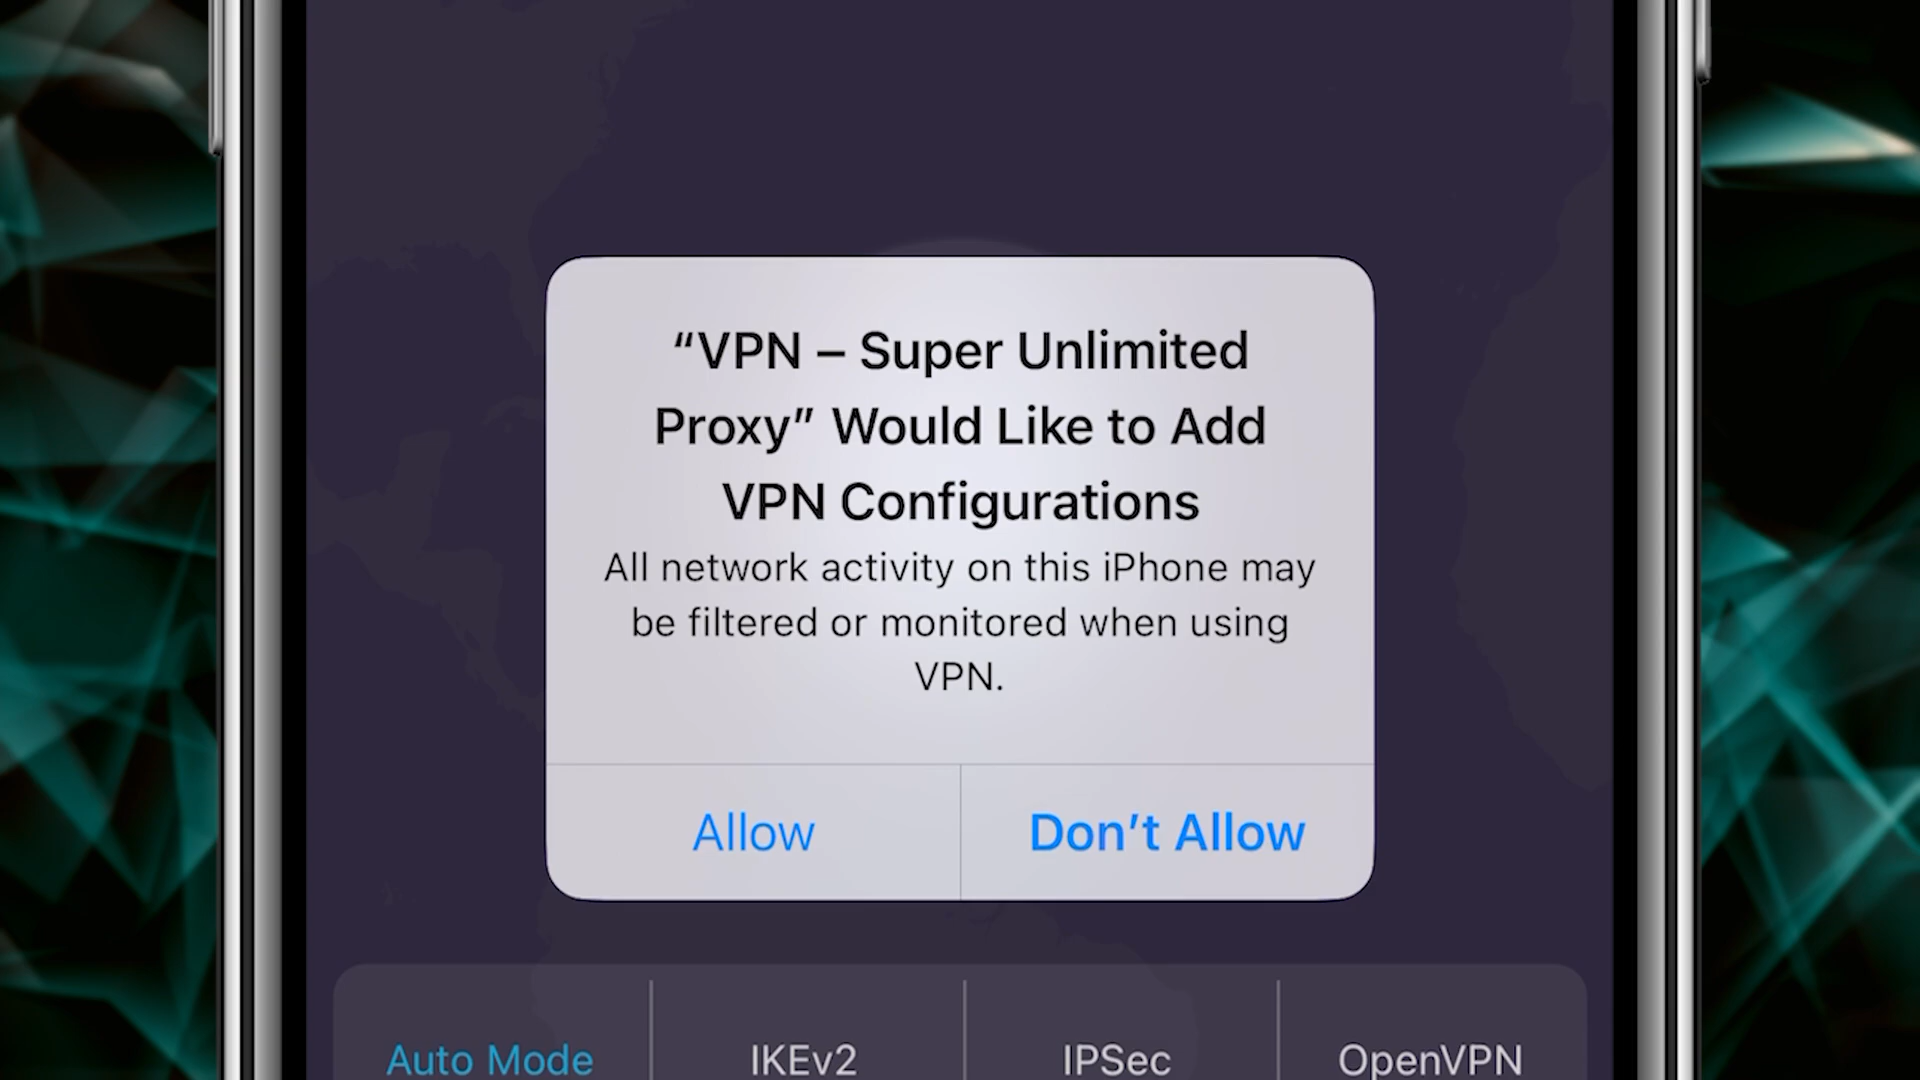 “VPN – Super Unlimited
Proxy” Would Like to Add
VPN Configurations
All network activity on this iPhone may
be filtered or monitored when using
VPN.
Allow Don’t Allow
Auto Mode IKEv2 IPSec OpenVPN